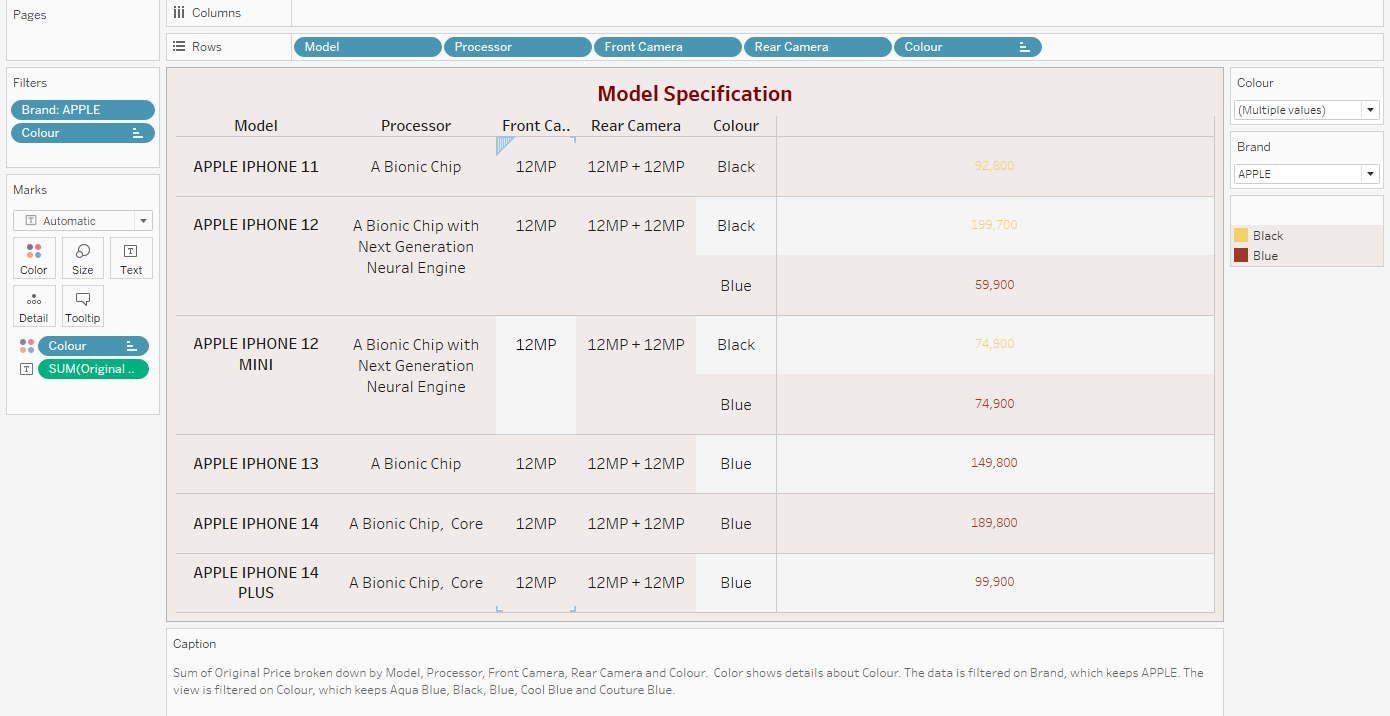 Pages
Columns
Rows
Model
Processor
Front Camera
Rear Camera
Colour
Filters
Brand: APPLE
Colour
Marks
Automatic
Color
Size
Text
Detail
Tooltip
Colour
SUM(Original ..
Model Specification
Model Processor Front Ca.. Rear Camera Colour
APPLE IPHONE 11 A Bionic Chip 12MP 12MP + 12MP Black 92,800
APPLE IPHONE 12 A Bionic Chip with 12MP 12MP + 12MP Black 199,700
Next Generation
Neural Engine
Blue 59,900
APPLE IPHONE 12 A Bionic Chip with 12MP 12MP + 12MP Black 74,900
MINI Next Generation
Neural Engine
Blue 74,900
APPLE IPHONE 13 A Bionic Chip 12MP 12MP + 12MP Blue 149,800
APPLE IPHONE 14 A Bionic Chip, Core 12MP 12MP + 12MP Blue 189,800
APPLE IPHONE 14 A Bionic Chip, Core 12MP 12MP + 12MP Blue 99,900
PLUS
Colour
(Multiple values)
Brand
APPLE
Black
Blue
Caption
Sum of Original Price broken down by Model, Processor, Front Camera, Rear Camera and Colour. Color shows details about Colour. The data is filtered on Brand, which keeps APPLE. The
view is filtered on Colour, which keeps Aqua Blue, Black, Blue, Cool Blue and Couture Blue.